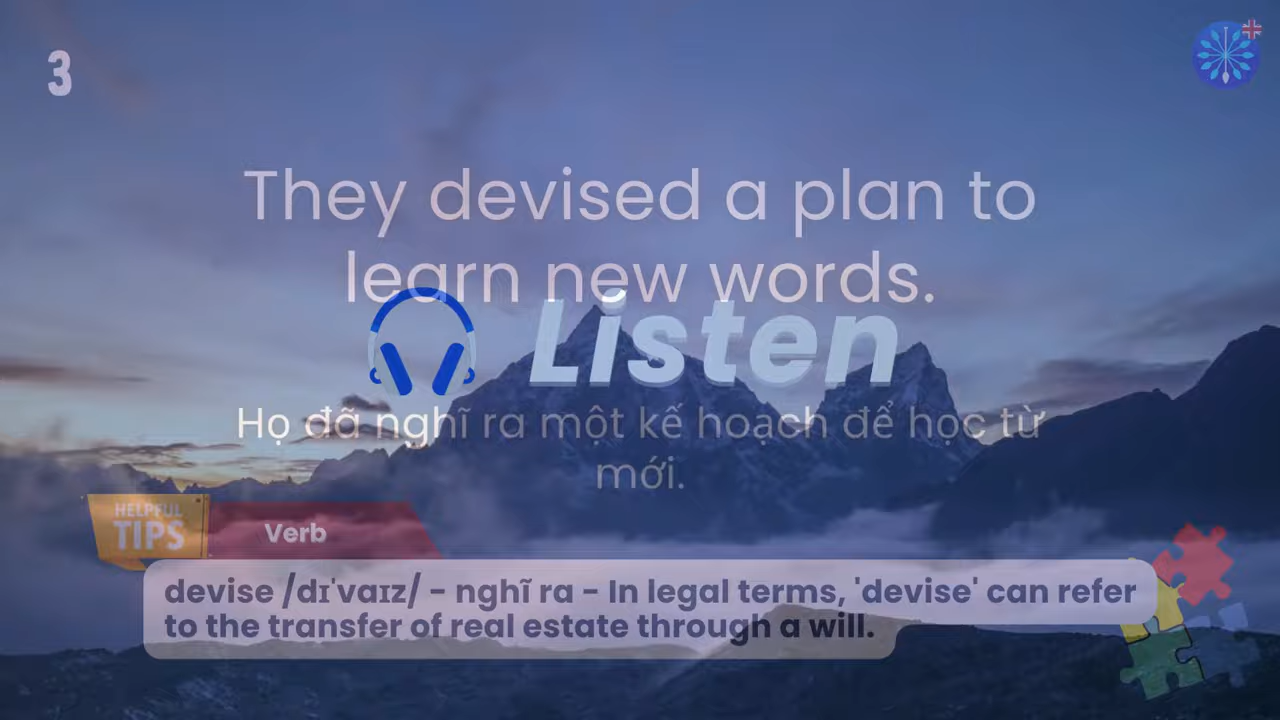 3
They devised a plan to
learn new words.
Listen
Họ đã nghĩ ra một kế hoạch để học từ
mới.
HELPFUL
TIPS
Verb
devise /dɪˈvaɪz/ - nghĩ ra - In legal terms, 'devise' can refer
to the transfer of real estate through a will.